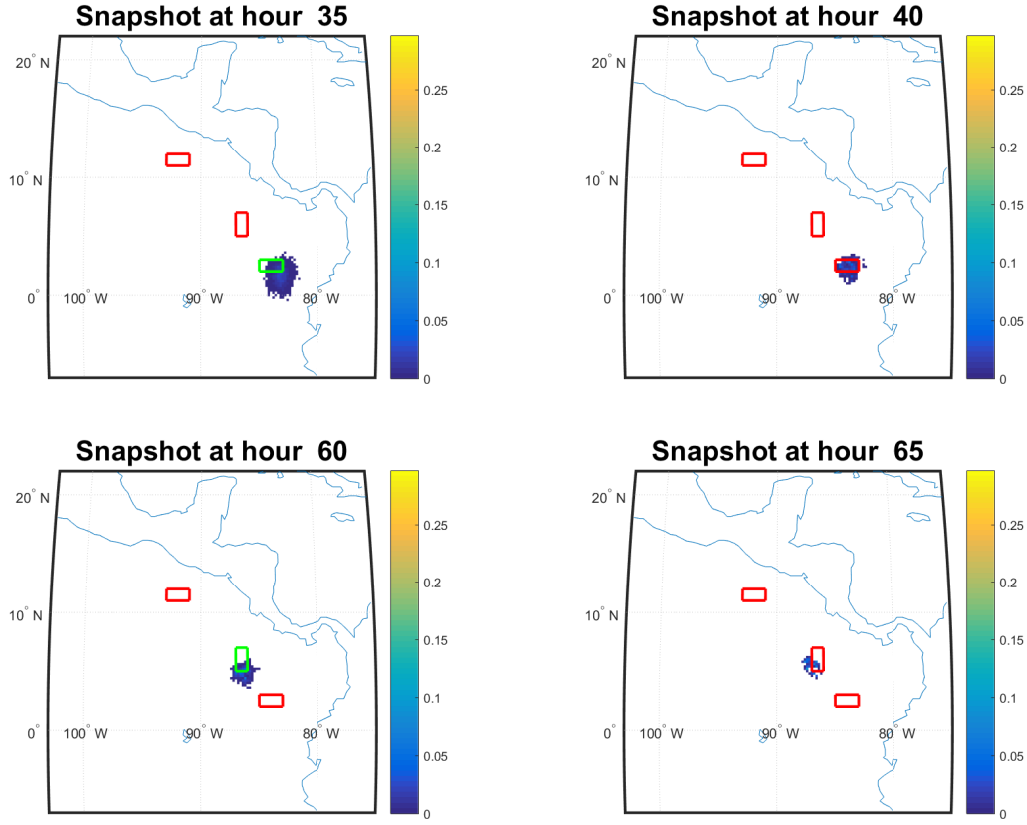 Snapshot at hour 35
20° N
10° N
0°
100° W
90° W
80° W
0.25
0.2
0.15
0.1
0.05
0
Snapshot at hour 40
20° N
10° N
0°
100° W
90° W
80° W
0.25
0.2
0.15
0.1
0.05
0
Snapshot at hour 60
20° N
10° N
0°
100° W
90° W
80° W
0.25
0.2
0.15
0.1
0.05
0
Snapshot at hour 65
20° N
10° N
0°
100° W
90° W
80° W
0.25
0.2
0.15
0.1
0.05
0